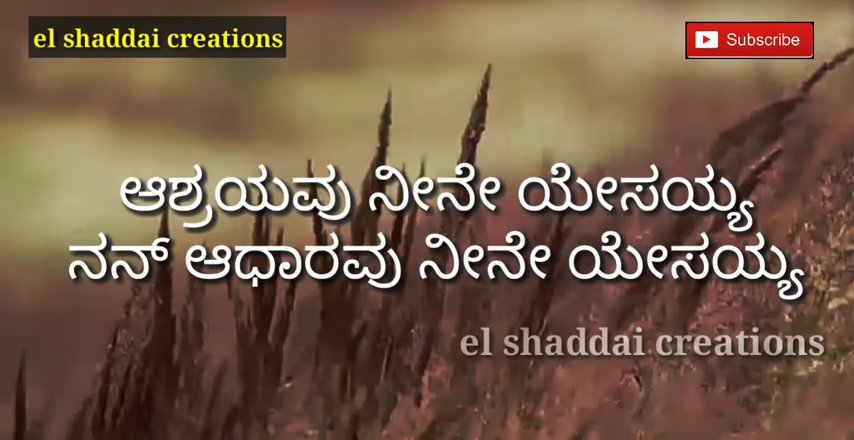 el shaddai creations
Subscribe
ಆಶ್ರಯವು ನೀನೇ ಯೇಸಯ್ಯ
ನನ್ ಆಧಾರವು ನೀನೇ ಯೇಸಯ್ಯ
el shaddai creations